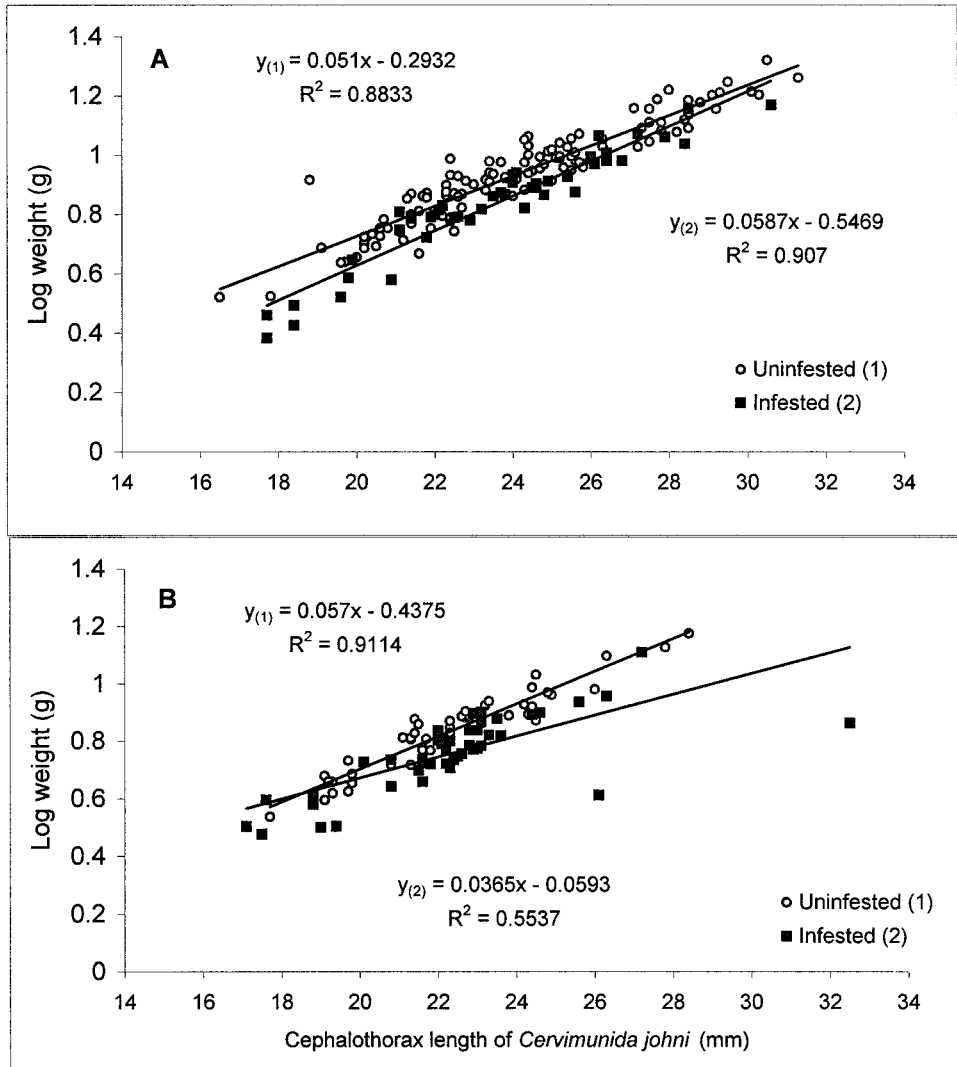 A
y(1) = 0.051x - 0.2932
R² = 0.8833
y(2) = 0.0587x - 0.5469
R² = 0.907
Log weight (g)
1.4
1.2
1
0.8
0.6
0.4
0.2
0
14 16 18 20 22 24 26 28 30 32 34
Uninfested (1)
Infested (2)
B
y(1) = 0.057x - 0.4375
R² = 0.9114
y(2) = 0.0365x - 0.0593
R² = 0.5537
Log weight (g)
1.4
1.2
1
0.8
0.6
0.4
0.2
0
14 16 18 20 22 24 26 28 30 32 34
Uninfested (1)
Infested (2)
Cephalothorax length of Cervimunida johni (mm)